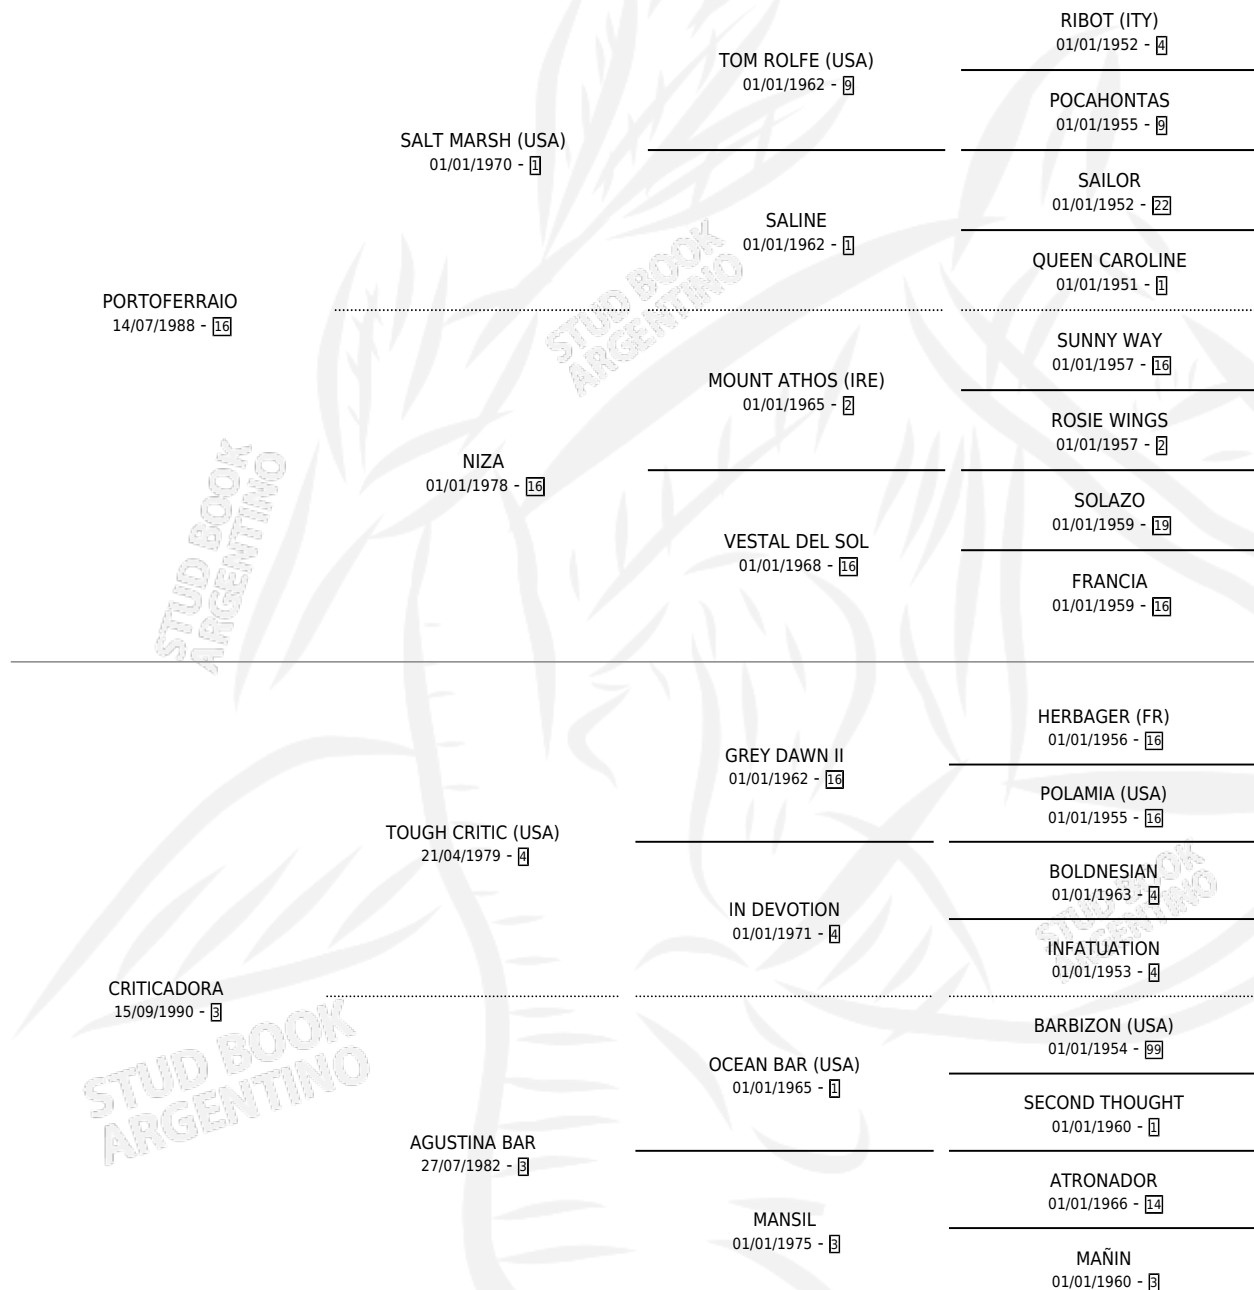 RIBOT (ITY)
01/01/1952 - 4
TOM ROLFE (USA)
01/01/1962 - 9
POCAHONTAS
01/01/1955 - 9
SALT MARSH (USA)
01/01/1970 - 1
SAILOR
01/01/1952 - 22
SALINE
01/01/1962 - 1
QUEEN CAROLINE
01/01/1951 - 1
PORTOFERRAIO
14/07/1988 - 16
STUD BOOK
ARGENTINO
SUNNY WAY
01/01/1957 - 16
MOUNT ATHOS (IRE)
01/01/1965 - 2
ROSIE WINGS
01/01/1957 - 2
NIZA
01/01/1978 - 16
SOLAZO
01/01/1959 - 19
VESTAL DEL SOL
01/01/1968 - 16
FRANCIA
01/01/1959 - 16
STUD BOOK
ARGENTINO
HERBAGER (FR)
01/01/1956 - 16
GREY DAWN II
01/01/1962 - 16
POLAMIA (USA)
01/01/1955 - 16
TOUGH CRITIC (USA)
21/04/1979 - 4
BOLDNESIAN
01/01/1963 - 4
STUD BOOK
ARGENTINO
IN DEVOTION
01/01/1971 - 4
INFATUATION
01/01/1953 - 4
CRITICADORA
15/09/1990 - 3
STUD BOOK
ARGENTINO
BARBIZON (USA)
01/01/1954 - 99
OCEAN BAR (USA)
01/01/1965 - 1
SECOND THOUGHT
01/01/1960 - 1
AGUSTINA BAR
27/07/1982 - 3
ATRONADOR
01/01/1966 - 14
MANSIL
01/01/1975 - 3
MAÑIN
01/01/1960 - 3